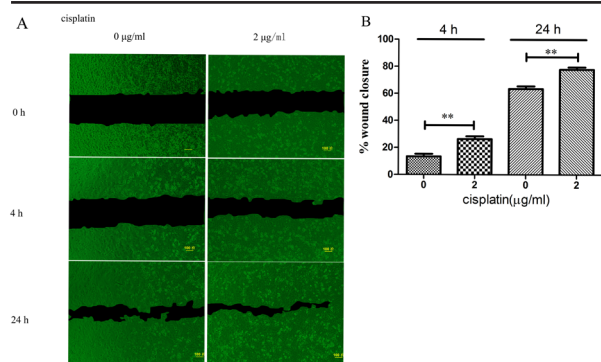 A
cisplatin
0 μg/ml
2 μg/ml
0 h
4 h
24 h
B
4 h
24 h
% wound closure
100
80
60
40
20
0
**
**
0
2
0
2
cisplatin(μg/ml)